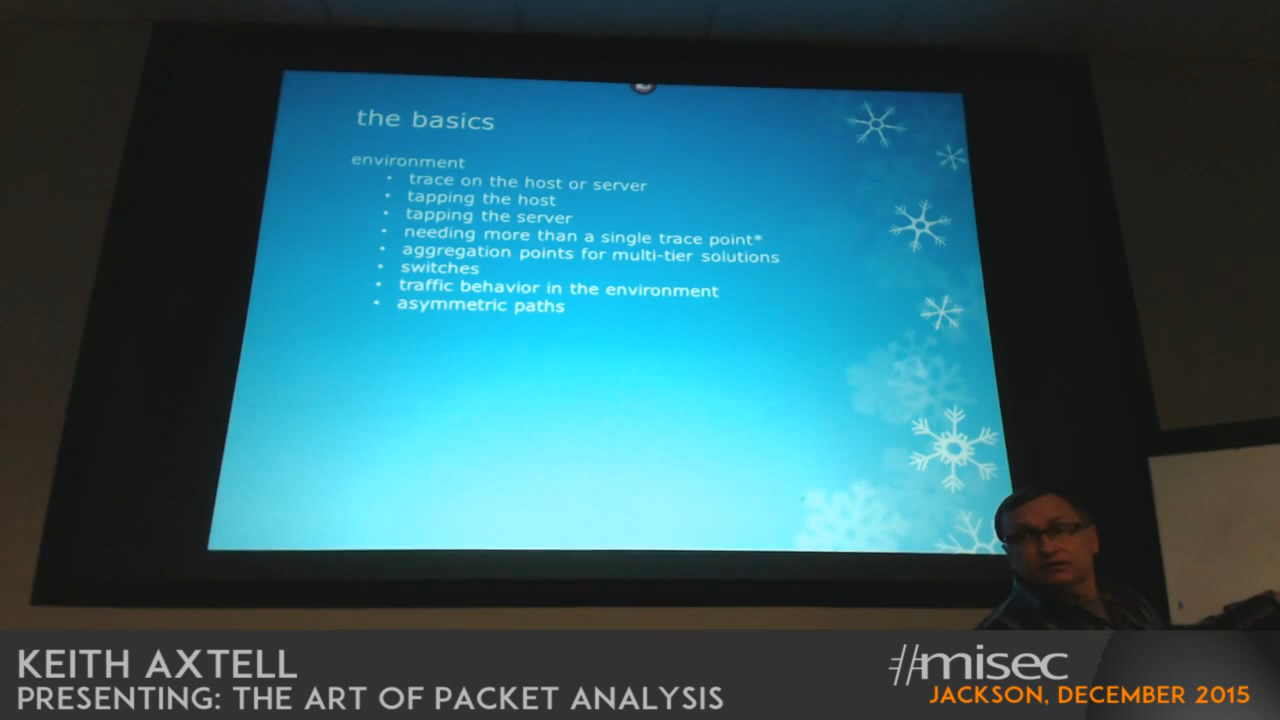 the basics
environment
• trace on the host or server
• tapping the host
• tapping the server
• needing more than a single trace point*
• aggregation points for multi-tier solutions
• switches
• traffic behavior in the environment
• asymmetric paths
KEITH AXTELL
PRESENTING: THE ART OF PACKET ANALYSIS
#misec
JACKSON, DECEMBER 2015